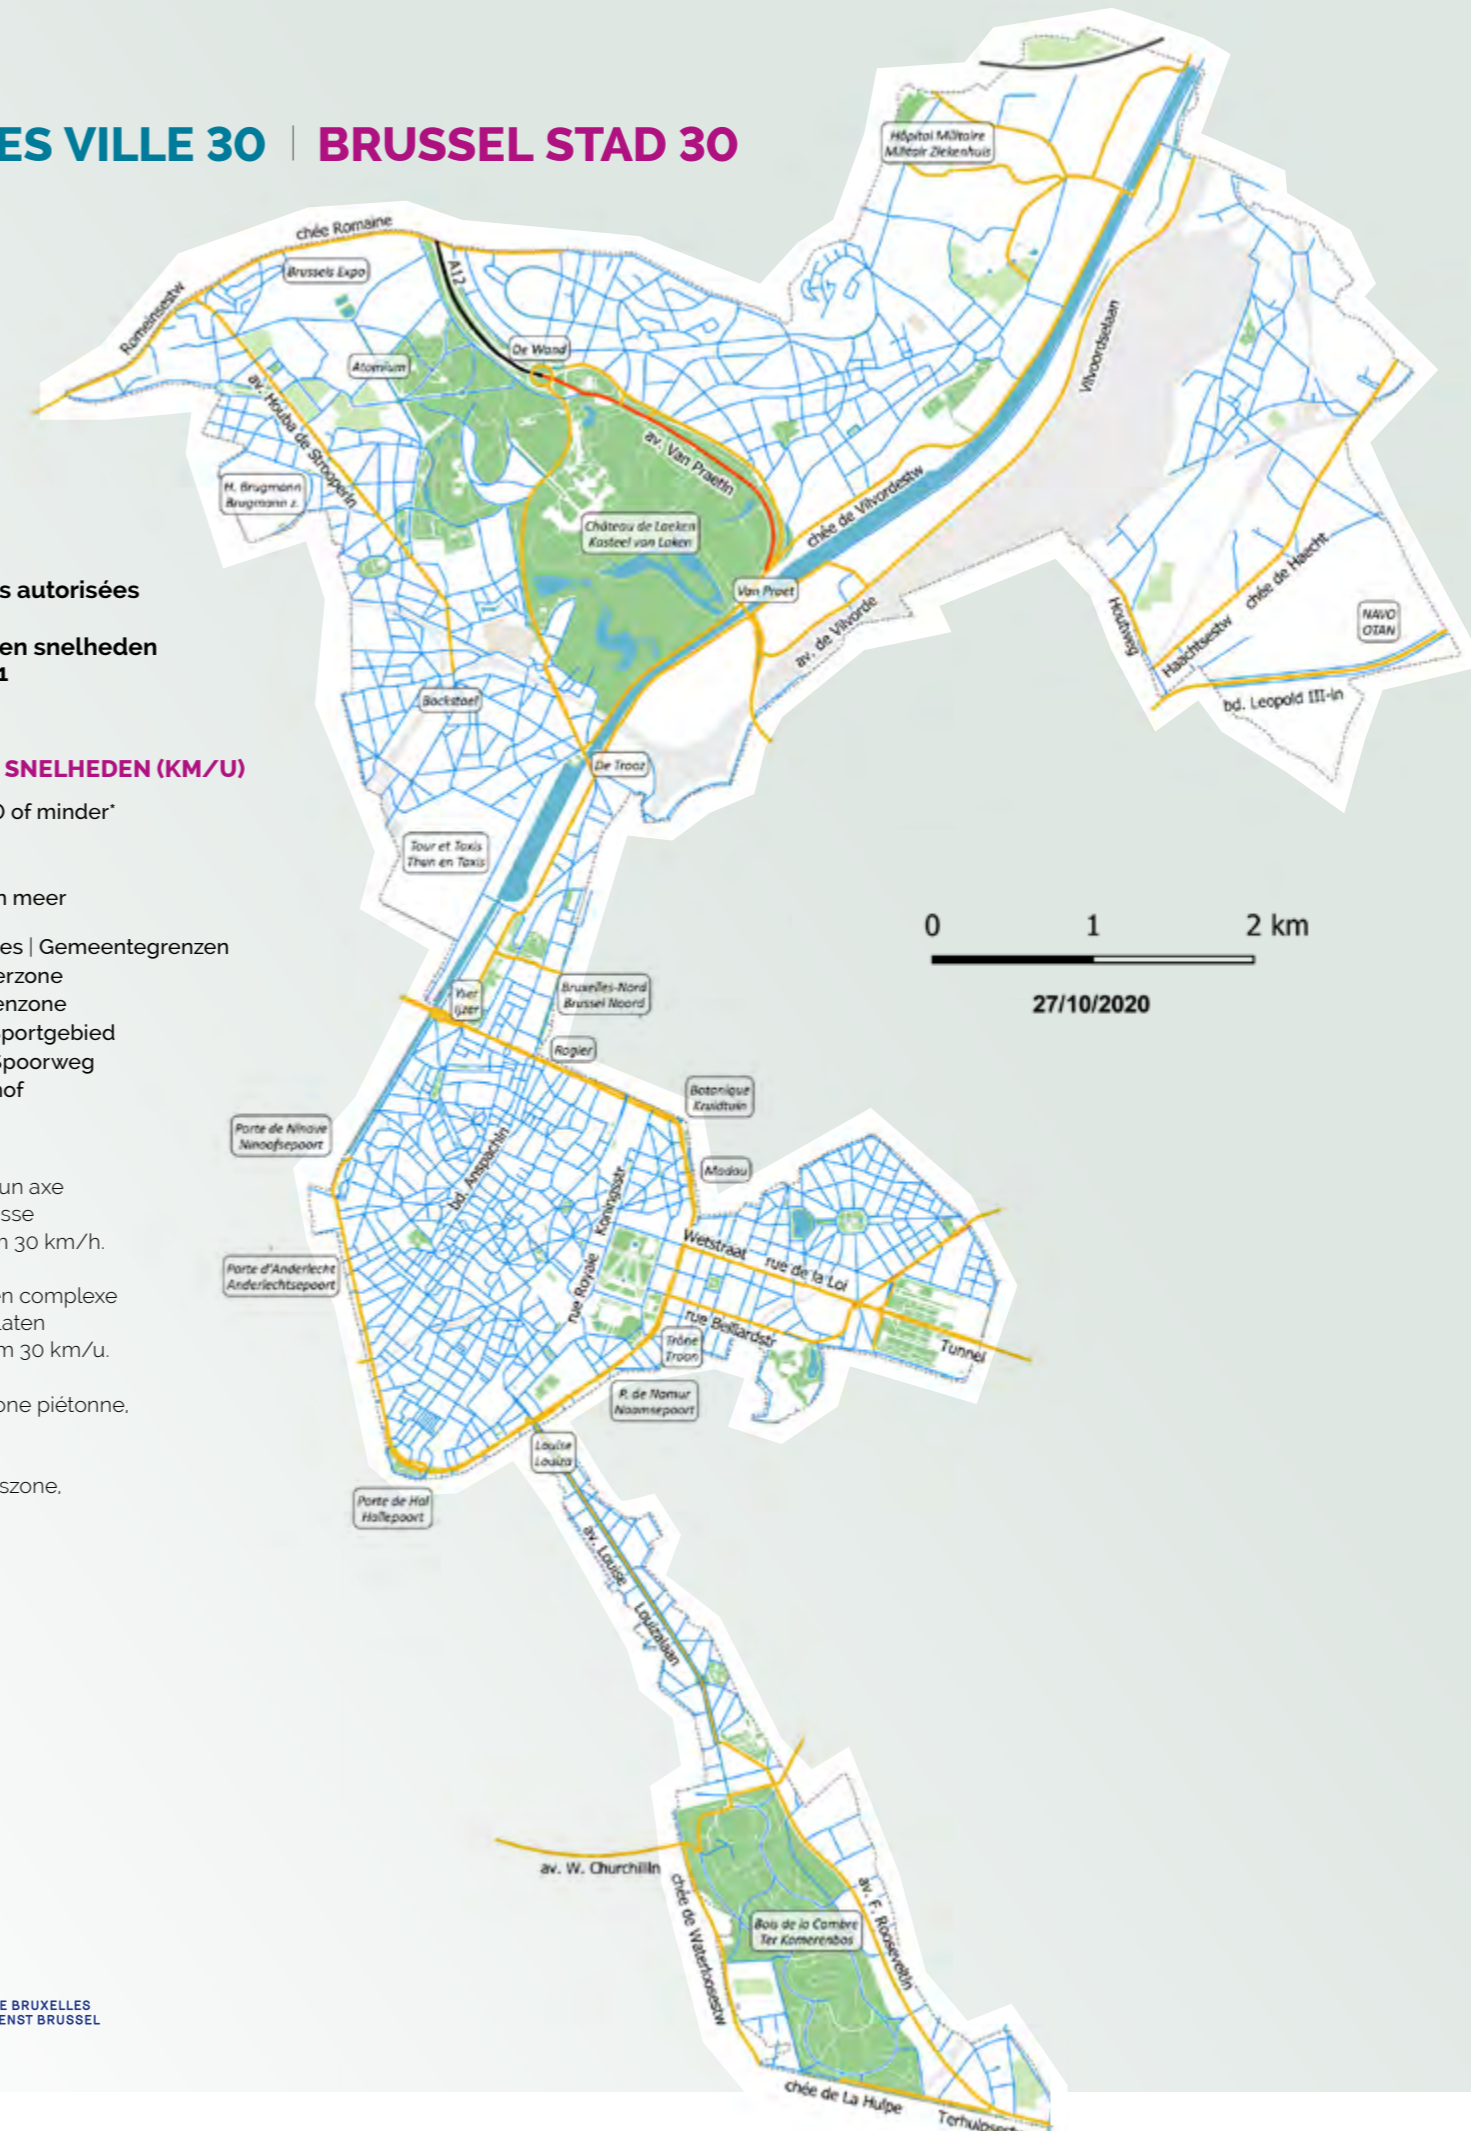 ES VILLE 30 | BRUSSEL STAD 30
Hôpital Militaire
Militair Ziekenhuis
chée Romaine
Romeinsestw
Brussels Expo
A12
De Wand
Atomium
av. Houba de Strooperln
av. Van Praetln
H. Brugmann
Brugmann z.
Château de Laeken
Kasteel van Laken
chée de Vilvordestw
Vilvoordselaan
Van Praet
av. de Vilvorde
Houtweg
Haachtsestw
chée de Haecht
NAVO
OTAN
bd. Leopold III-ln
s autorisées
en snelheden
1
Bockstael
De Trooz
SNELHEDEN (KM/U)
of minder*
Tour et Taxis
Thurn en Taxis
n meer
es | Gemeentegrenzen
erzone
enzone
Sportgebied
Spoorweg
hof
0 1 2 km
27/10/2020
Yser
Ijzer
Bruxelles-Nord
Brussel Noord
Rogier
Botanique
Kruidtuin
Porte de Ninove
Ninoofsepoort
Madou
bd. Anspachln
rue Royale Koningsstr
un axe
sse
n 30 km/h.
Wetstraat rue de la Loi
Porte d'Anderlecht
Anderlechtsepoort
en complexe
laten
m 30 km/u.
rue Belliardstr
Trône
Troon
Tunnel
P. de Namur
Naamsepoort
one piétonne,
Louise
Louiza
szone,
Porte de Hal
Hallepoort
av. Louise Louizalaan
av. W. Churchillln
chée de Waterloosestw
av. F. Rooseveltln
Bois de la Cambre
Ter Kamerenbos
E BRUXELLES
ENST BRUSSEL
chée de La Hulpe